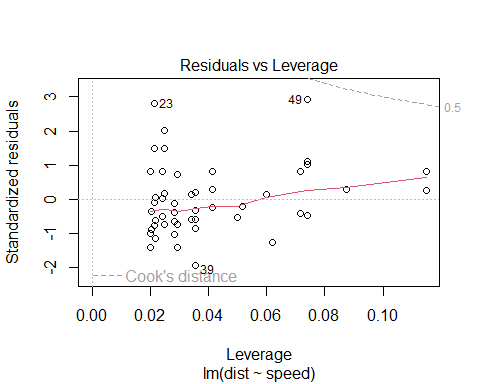 Residuals vs Leverage
Standardized residuals
3
2
1
0
-1
-2
23
49
39
0.5
Cook's distance
0.00 0.02 0.04 0.06 0.08 0.10
Leverage
lm(dist ~ speed)